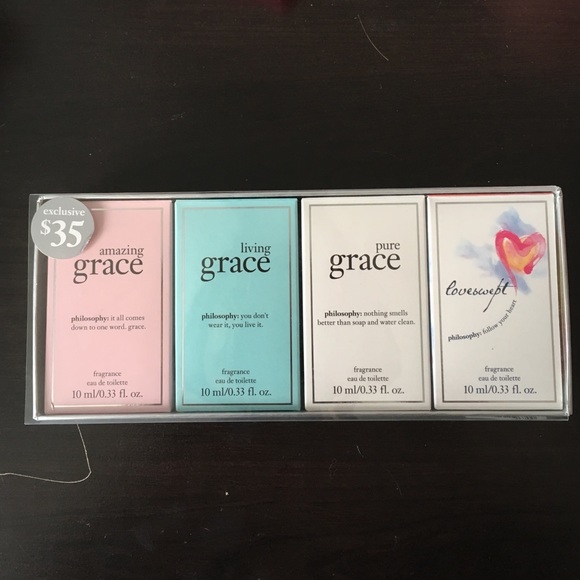 exclusive
$35
amazing
grace
philosophy: it all comes
down to one word, grace.
fragrance
eau de toilette
10 ml/0.33 fl. oz.
living
grace
philosophy: you don't
wear it, you live it.
fragrance
eau de toilette
10 ml/0.33 fl. oz.
pure
grace
philosophy: nothing smells
better than soap and water clean.
fragrance
eau de toilette
10 ml/0.33 fl. oz.
loveswept
philosophy: follow your heart
fragrance
eau de toilette
10 ml/0.33 fl. oz.